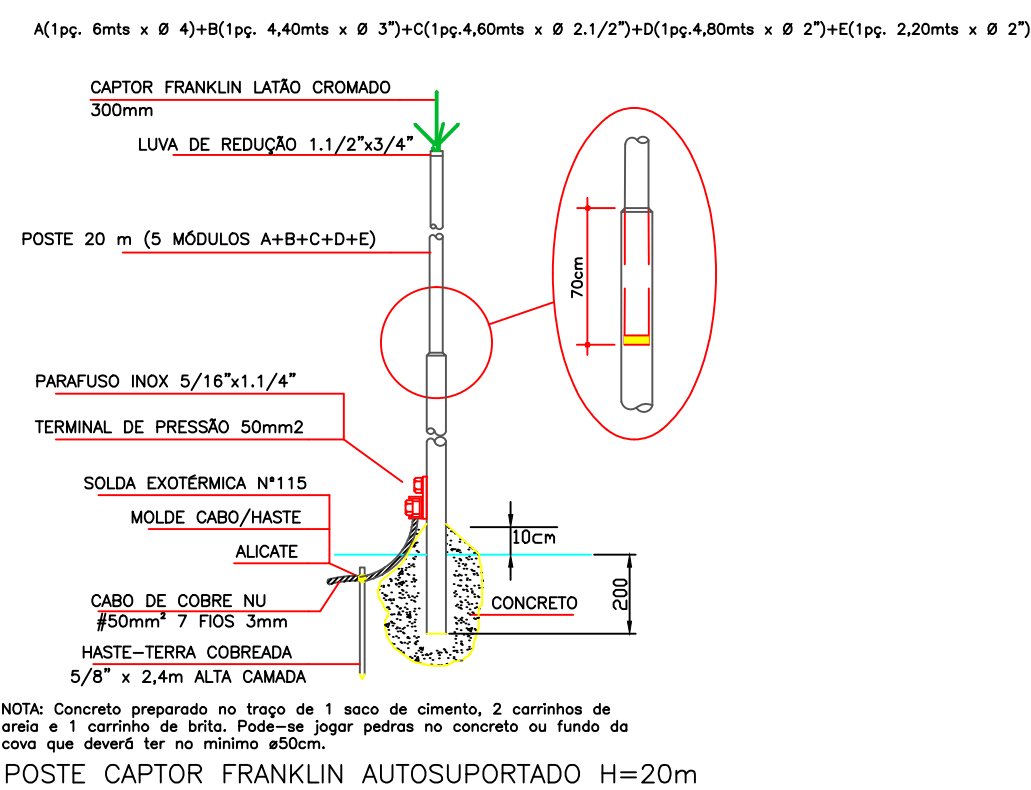 A(1pç. 6mts x Ø 4)+B(1pç. 4,40mts x Ø 3")+C(1pç.4,60mts x Ø 2.1/2")+D(1pç.4,80mts x Ø 2")+E(1pç. 2,20mts x Ø 2")
CAPTOR FRANKLIN LATÃO CROMADO
300mm
LUVA DE REDUÇÃO 1.1/2"x3/4"
POSTE 20 m (5 MÓDULOS A+B+C+D+E)
70cm
PARAFUSO INOX 5/16"x1.1/4"
TERMINAL DE PRESSÃO 50mm2
SOLDA EXOTÉRMICA N°115
MOLDE CABO/HASTE
10cm
ALICATE
200
CABO DE COBRE NU
#50mm² 7 FIOS 3mm
CONCRETO
HASTE-TERRA COBREADA
5/8" x 2,4m ALTA CAMADA
NOTA: Concreto preparado no traço de 1 saco de cimento, 2 carrinhos de
areia e 1 carrinho de brita. Pode-se jogar pedras no concreto ou fundo da
cova que deverá ter no minimo ø50cm.
POSTE CAPTOR FRANKLIN AUTOSUPORTADO H=20m